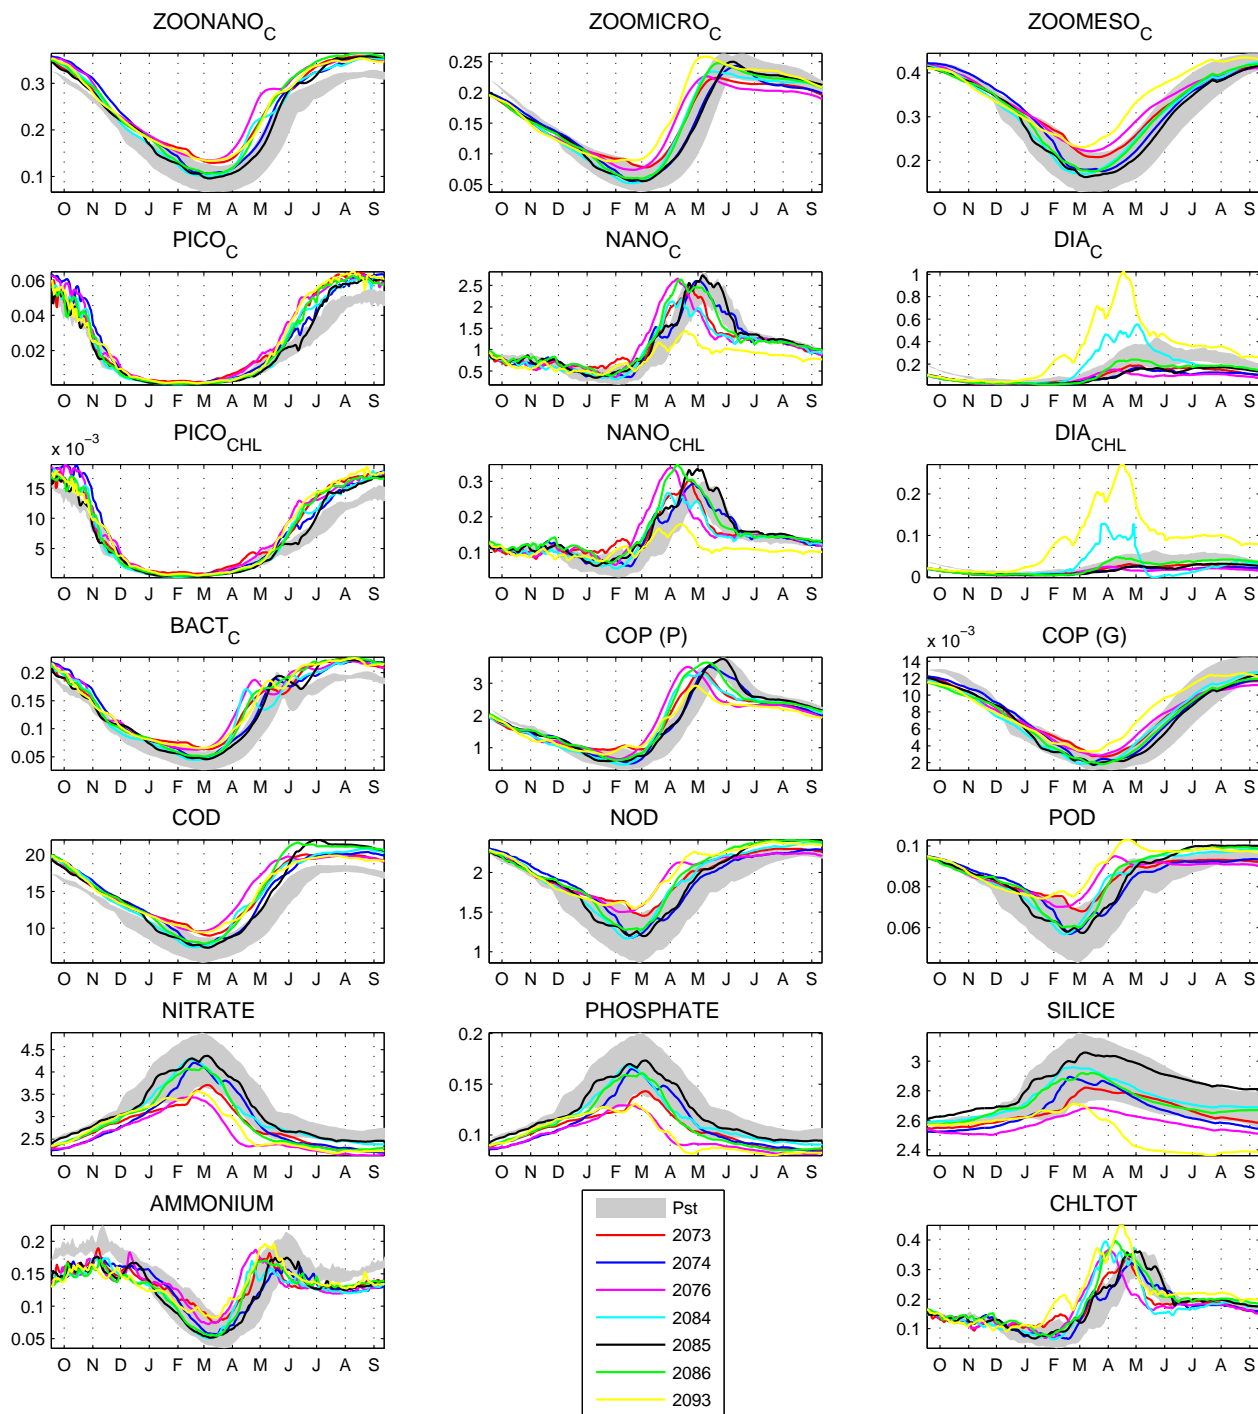 ZOONANO_C ZOOMICRO_C ZOOMESO_C
0.3 0.25 0.4
0.2 0.2 0.3
0.1 0.15 0.2
0.1
0.05
O N D J F M A M J J A S O N D J F M A M J J A S O N D J F M A M J J A S
PICO_C NANO_C DIA_C
0.06 2.5 1
0.04 2 0.8
0.02 1.5 0.6
1 0.4
0.5 0.2
O N D J F M A M J J A S O N D J F M A M J J A S O N D J F M A M J J A S
x 10^-3 PICO_CHL NANO_CHL DIA_CHL
15 0.3 0.2
10 0.2 0.1
5 0.1 0
O N D J F M A M J J A S O N D J F M A M J J A S O N D J F M A M J J A S
BACT_C COP (P) x 10^-3 COP (G)
0.2 3 14
0.15 2 12
0.1 1 10
0.05 8
6
4
2
O N D J F M A M J J A S O N D J F M A M J J A S O N D J F M A M J J A S
COD NOD POD
20 2 0.1
15 1.5 0.08
10 1 0.06
O N D J F M A M J J A S O N D J F M A M J J A S O N D J F M A M J J A S
NITRATE PHOSPHATE SILICE
4.5 0.2 3
4 0.15 2.8
3.5 0.1 2.6
3 2.4
2.5
O N D J F M A M J J A S O N D J F M A M J J A S O N D J F M A M J J A S
AMMONIUM CHLTOT
0.2 0.4
0.15 0.3
0.1 0.2
0.05 0.1
O N D J F M A M J J A S O N D J F M A M J J A S
Pst
2073
2074
2076
2084
2085
2086
2093